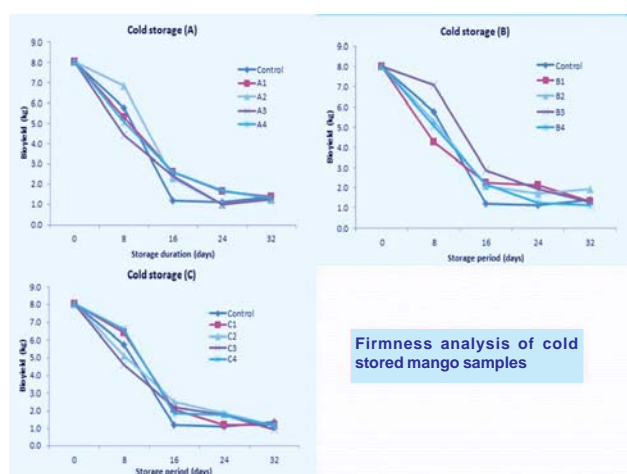 Cold storage (A)
9.0
8.0
7.0
6.0
5.0
4.0
3.0
2.0
1.0
0.0
Bioyield (kg)
0 8 16 24 32
Storage duration (days)
Control
A1
A2
A3
A4
Cold storage (B)
9.0
8.0
7.0
6.0
5.0
4.0
3.0
2.0
1.0
0.0
Bioyield (kg)
0 8 16 24 32
Storage period (days)
Control
B1
B2
B3
B4
Cold storage (C)
9.0
8.0
7.0
6.0
5.0
4.0
3.0
2.0
1.0
0.0
Bioyield (kg)
0 8 16 24 32
Storage period (days)
Control
C1
C2
C3
C4
Firmness analysis of cold
stored mango samples